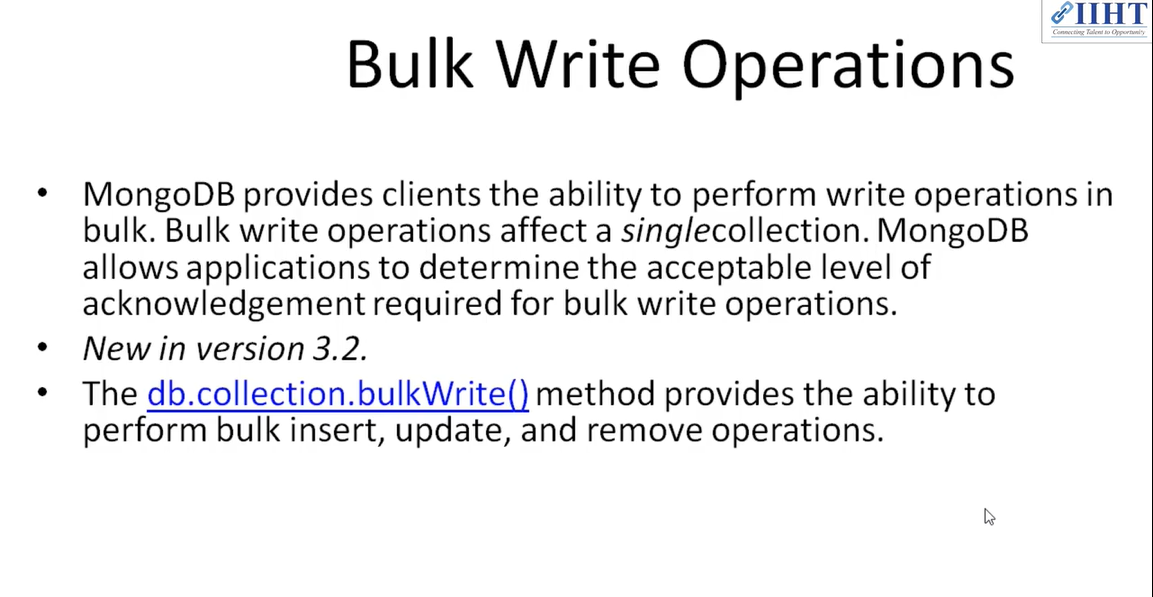 IIHT
Connecting Talent to Opportunity
Bulk Write Operations
• MongoDB provides clients the ability to perform write operations in
bulk. Bulk write operations affect a singlecollection. MongoDB
allows applications to determine the acceptable level of
acknowledgement required for bulk write operations.
• New in version 3.2.
• The db.collection.bulkWrite() method provides the ability to
perform bulk insert, update, and remove operations.